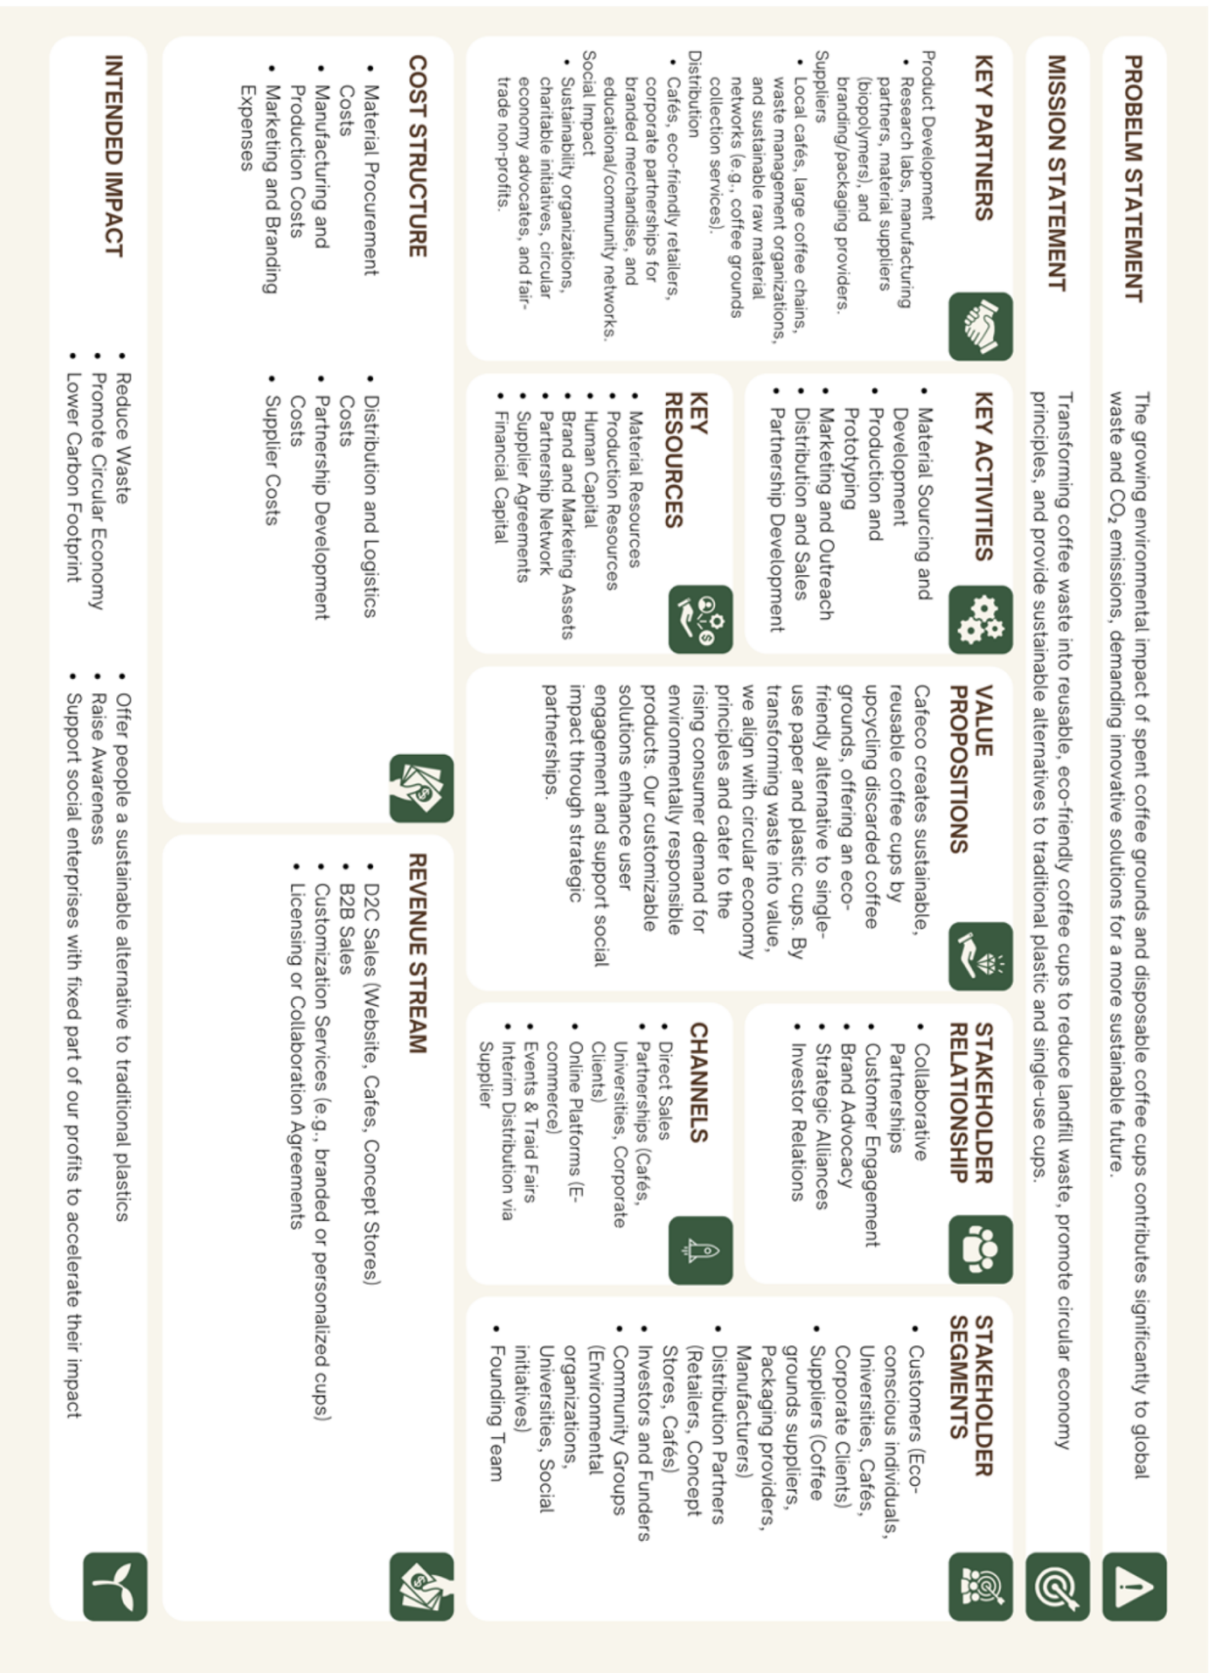 PROBELM STATEMENT
The growing environmental impact of spent coffee grounds and disposable coffee cups contributes significantly to global
waste and CO₂ emissions, demanding innovative solutions for a more sustainable future.
MISSION STATEMENT
Transforming coffee waste into reusable, eco-friendly coffee cups to reduce landfill waste, promote circular economy
principles, and provide sustainable alternatives to traditional plastic and single-use cups.
KEY PARTNERS
Product Development
• Research labs, manufacturing
partners, material suppliers
(biopolymers), and
branding/packaging providers.
Suppliers
• Local cafés, large coffee chains,
waste management organizations,
and sustainable raw material
networks (e.g., coffee grounds
collection services).
Distribution
• Cafés, eco-friendly retailers,
corporate partnerships for
branded merchandise, and
educational/community networks.
Social Impact
• Sustainability organizations,
charitable initiatives, circular
economy advocates, and fair-
trade non-profits.
KEY ACTIVITIES
• Material Sourcing and
Development
• Production and
Prototyping
• Marketing and Outreach
• Distribution and Sales
• Partnership Development
KEY
RESOURCES
• Material Resources
• Production Resources
• Human Capital
• Brand and Marketing Assets
• Partnership Network
• Supplier Agreements
• Financial Capital
VALUE
PROPOSITIONS
Cafeco creates sustainable,
reusable coffee cups by
upcycling discarded coffee
grounds, offering an eco-
friendly alternative to single-
use paper and plastic cups. By
transforming waste into value,
we align with circular economy
principles and cater to the
rising consumer demand for
environmentally responsible
products. Our customizable
solutions enhance user
engagement and support social
impact through strategic
partnerships.
STAKEHOLDER
RELATIONSHIP
• Collaborative
Partnerships
• Customer Engagement
• Brand Advocacy
• Strategic Alliances
• Investor Relations
CHANNELS
• Direct Sales
• Partnerships (Cafés,
Universities, Corporate
Clients)
• Online Platforms (E-
commerce)
• Events & Traid Fairs
• Interim Distribution via
Supplier
STAKEHOLDER
SEGMENTS
• Customers (Eco-
conscious individuals,
Universities, Cafés,
Corporate Clients)
• Suppliers (Coffee
grounds suppliers,
Packaging providers,
Manufacturers)
• Distribution Partners
(Retailers, Concept
Stores, Cafés)
• Investors and Funders
• Community Groups
(Environmental
organizations,
Universities, Social
initiatives)
• Founding Team
COST STRUCTURE
• Material Procurement
Costs
• Manufacturing and
Production Costs
• Marketing and Branding
Expenses
• Distribution and Logistics
Costs
• Partnership Development
Costs
• Supplier Costs
REVENUE STREAM
• D2C Sales (Website, Cafes, Concept Stores)
• B2B Sales
• Customization Services (e.g., branded or personalized cups)
• Licensing or Collaboration Agreements
INTENDED IMPACT
• Reduce Waste
• Promote Circular Economy
• Lower Carbon Footprint
• Offer people a sustainable alternative to traditional plastics
• Raise Awareness
• Support social enterprises with fixed part of our profits to accelerate their impact